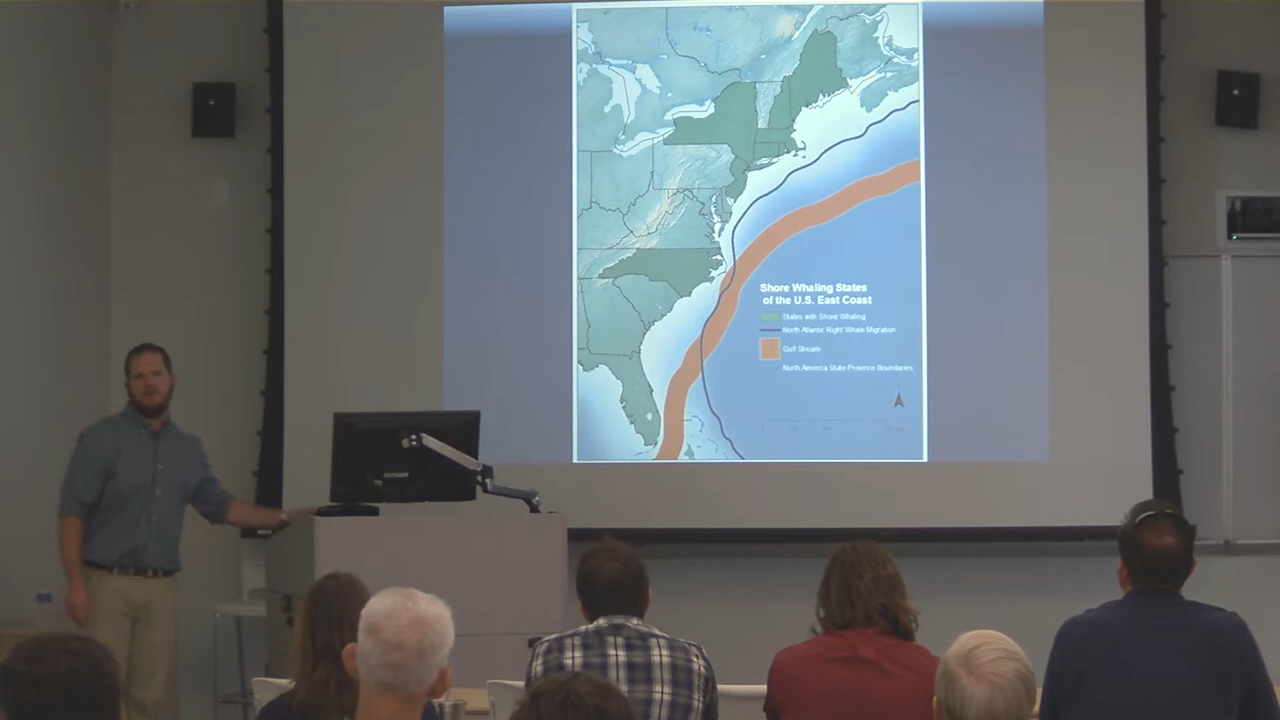 Shore Whaling States
of the U.S. East Coast
States with Shore Whaling
North Atlantic Right Whale Migration
Gulf Stream
North America State Province Boundaries